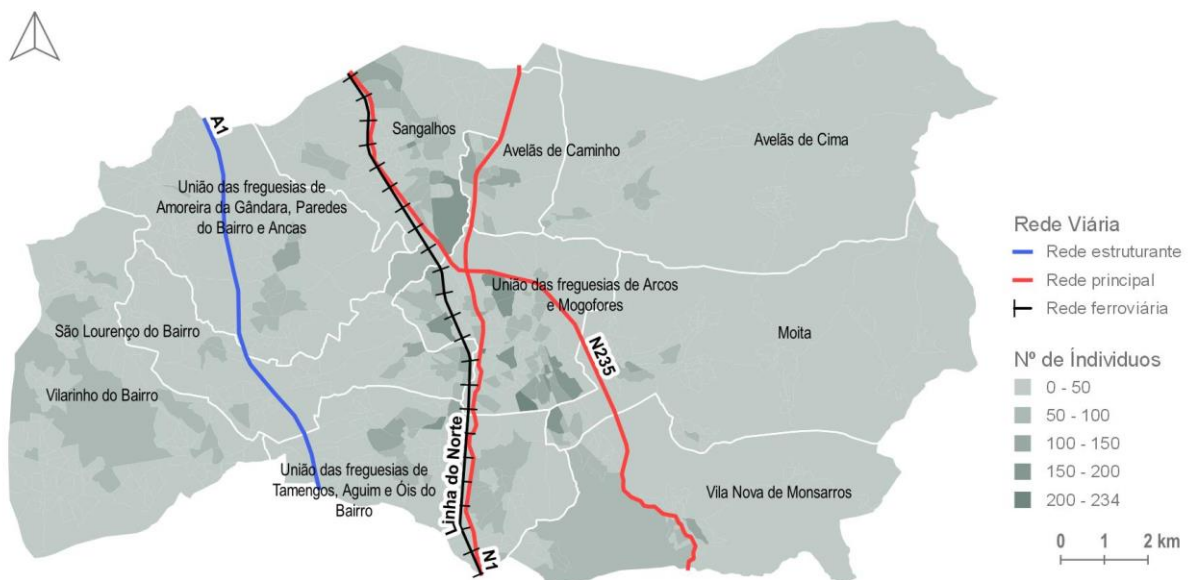 A1
Sangalhos
Avelãs de Caminho
Avelãs de Cima
União das freguesias de
Amoreira da Gândara, Paredes
do Bairro e Ancas
União das freguesias de Arcos
e Mogofores
São Lourenço do Bairro
Moita
N235
Vilarinho do Bairro
Linha do Norte
União das freguesias de
Tamengos, Aguim e Óis do
Bairro
Vila Nova de Monsarros
N1
Rede Viária
Rede estruturante
Rede principal
Rede ferroviária
Nº de Índividuos
0 - 50
50 - 100
100 - 150
150 - 200
200 - 234
0 1 2 km